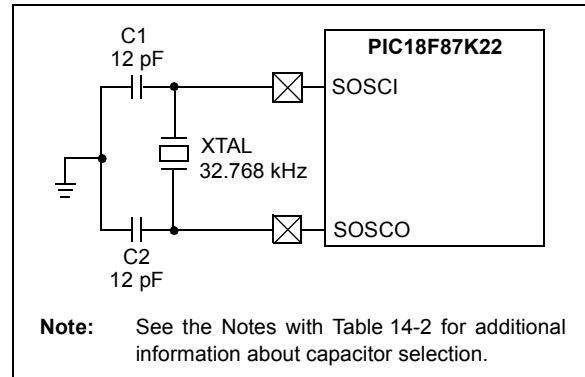 C1
12 pF
PIC18F87K22
SOSCI
XTAL
32.768 kHz
SOSCO
C2
12 pF
Note: See the Notes with Table 14-2 for additional
information about capacitor selection.